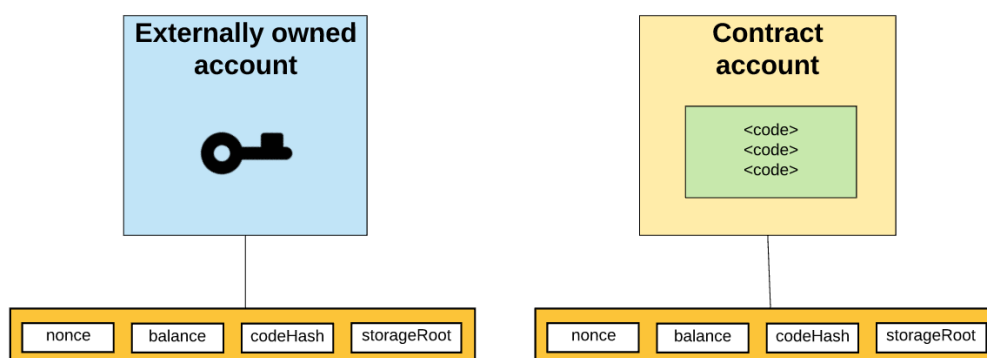 Externally owned
account
Contract
account
<code>
<code>
<code>
nonce
balance
codeHash
storageRoot
nonce
balance
codeHash
storageRoot